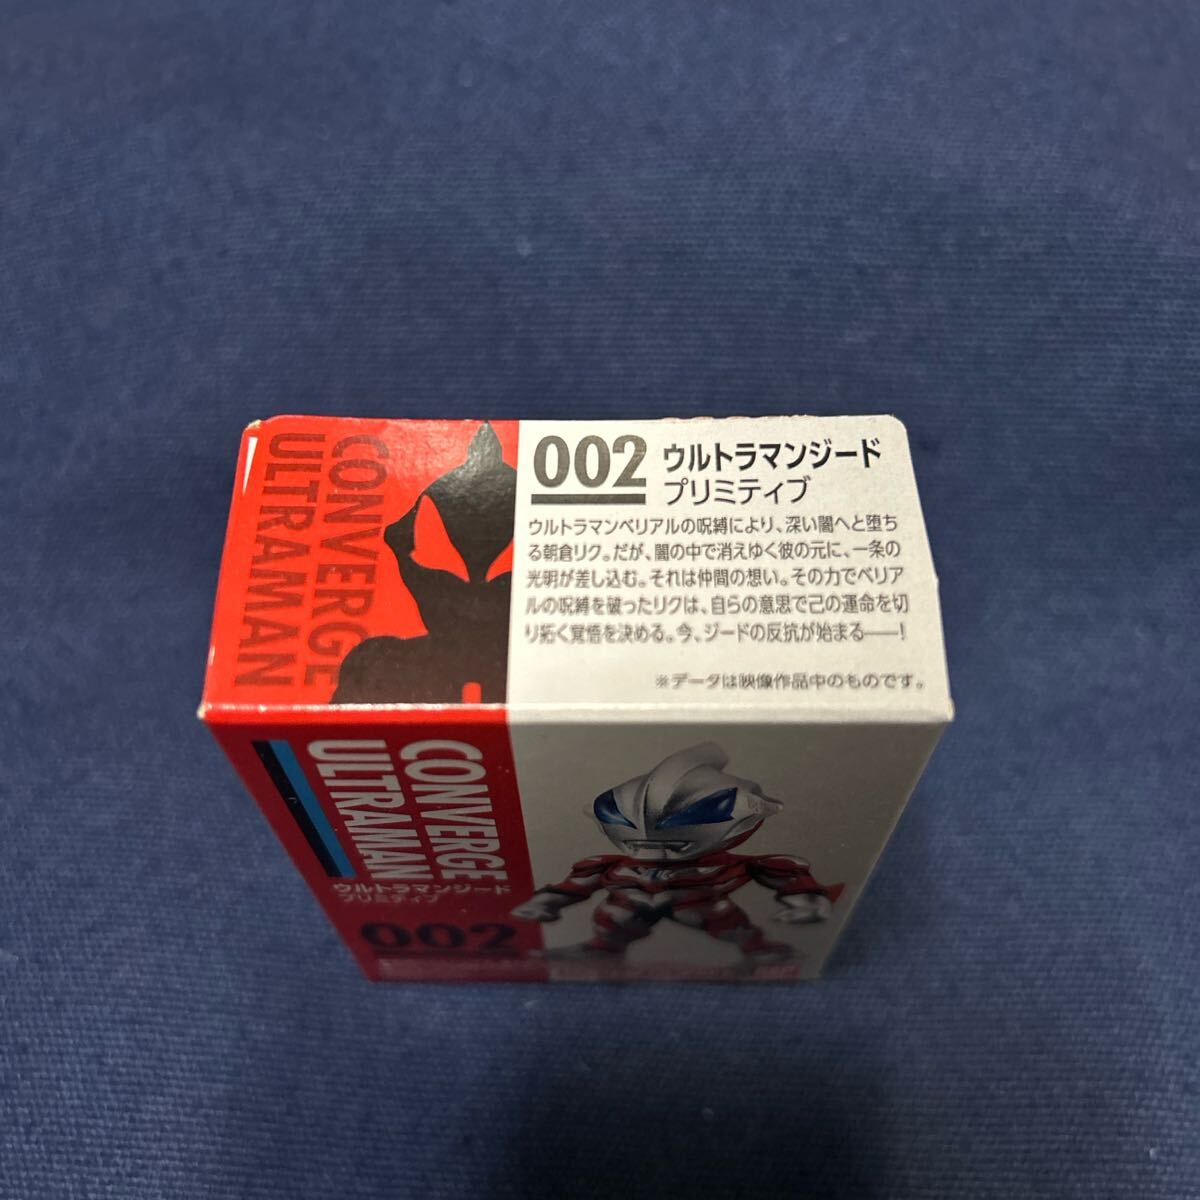 CONVERGE
ULTRAMAN
002
ウルトラマンジード
プリミティブ
ウルトラマンベリアルの呪縛により、深い闇へと堕ち
る朝倉リク。だが、闇の中で消えゆく彼の元に、一条の
光明が差し込む。それは仲間の想い。その力でベリア
ルの呪縛を破ったリクは、自らの意思で己の運命を切
り拓く覚悟を決める。今、ジードの反抗が始まる──！
※データは映像作品中のものです。
CONVERGE
ULTRAMAN
ウルトラマンジード
プリミティブ
002